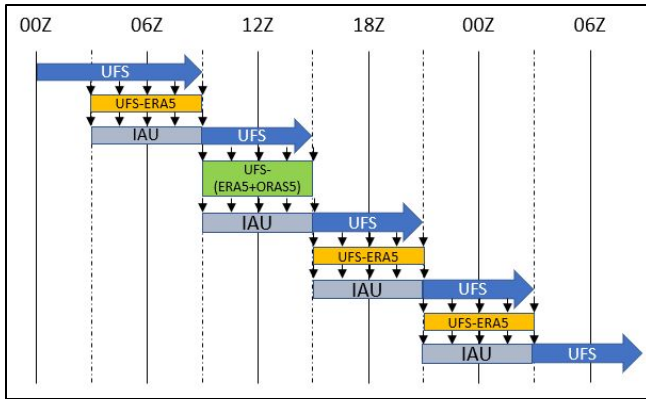 00Z 06Z 12Z 18Z 00Z 06Z
UFS
UFS-ERA5
IAU UFS
UFS-
(ERA5+ORAS5)
IAU UFS
UFS-ERA5
IAU UFS
UFS-ERA5
IAU UFS